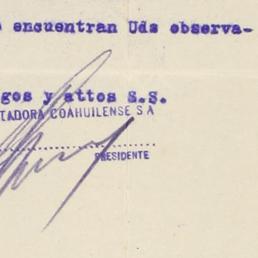 encuentran Uds observa-
gos y attos S.S.
TADORA COAHUILENSE S A
PRESIDENTE